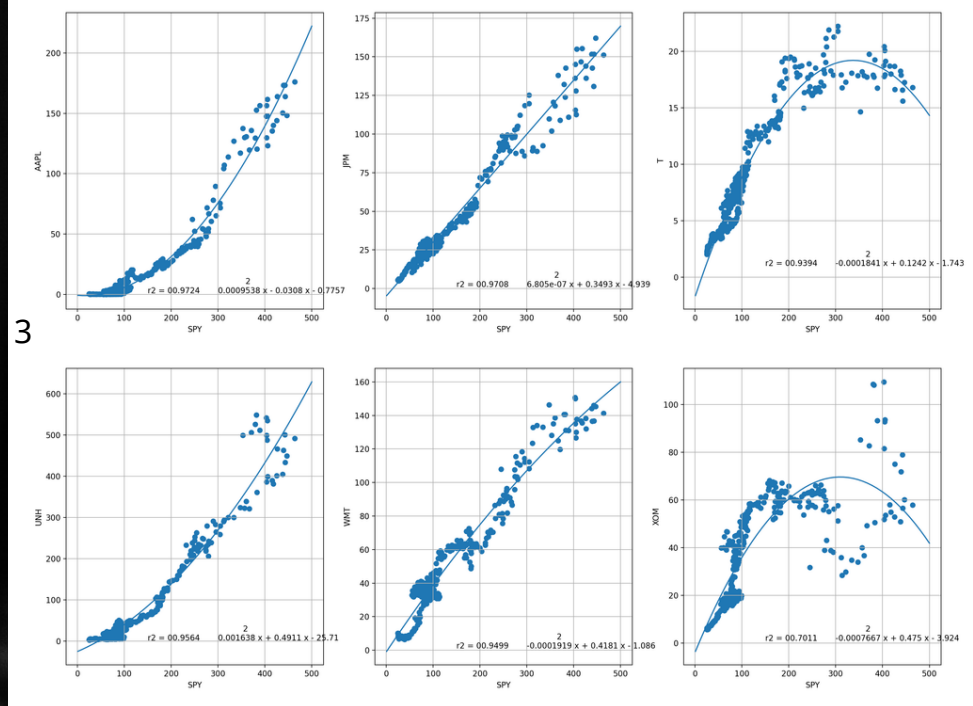 AAPL
200
150
100
50
0
2
r2 = 00.9724 0.0009538 x - 0.0308 x - 0.7757
0 100 200 300 400 500
SPY
JPM
175
150
125
100
75
50
25
0
2
r2 = 00.9708 6.805e-07 x + 0.3493 x - 4.939
0 100 200 300 400 500
SPY
T
20
15
10
5
0
2
r2 = 00.9394 -0.0001841 x + 0.1242 x - 1.743
0 100 200 300 400 500
SPY
3
UNH
600
500
400
300
200
100
0
2
r2 = 00.9564 0.001638 x + 0.4911 x - 25.71
0 100 200 300 400 500
SPY
WMT
160
140
120
100
80
60
40
20
0
2
r2 = 00.9499 -0.0001919 x + 0.4181 x - 1.086
0 100 200 300 400 500
SPY
XOM
100
80
60
40
20
0
2
r2 = 00.7011 -0.0007667 x + 0.475 x - 3.924
0 100 200 300 400 500
SPY